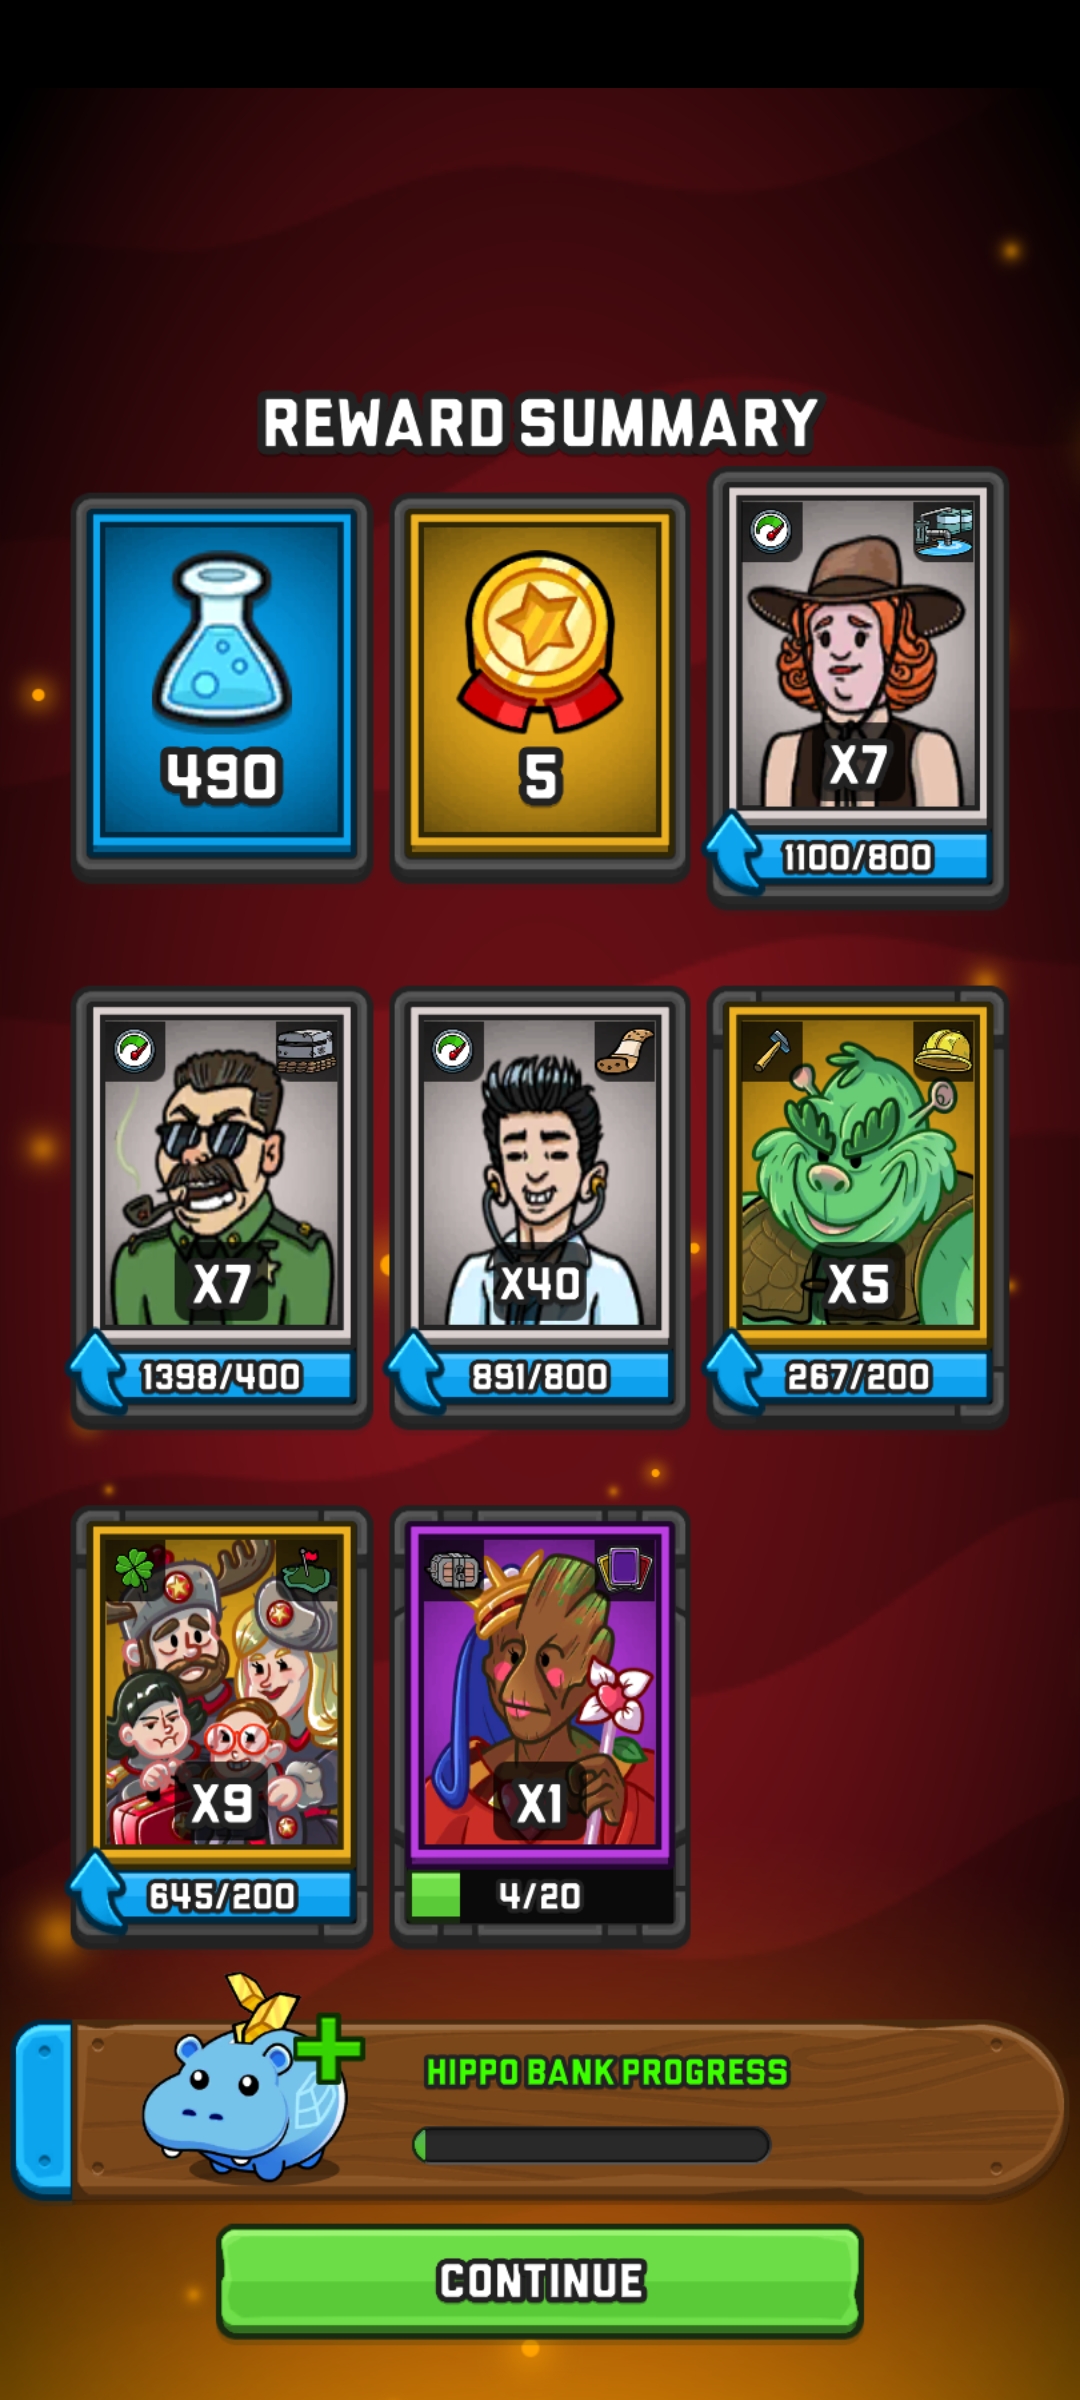 REWARD SUMMARY
490
5
X7
1100/800
X7
1398/400
X40
891/800
X5
267/200
X9
645/200
X1
4/20
HIPPO BANK PROGRESS
CONTINUE